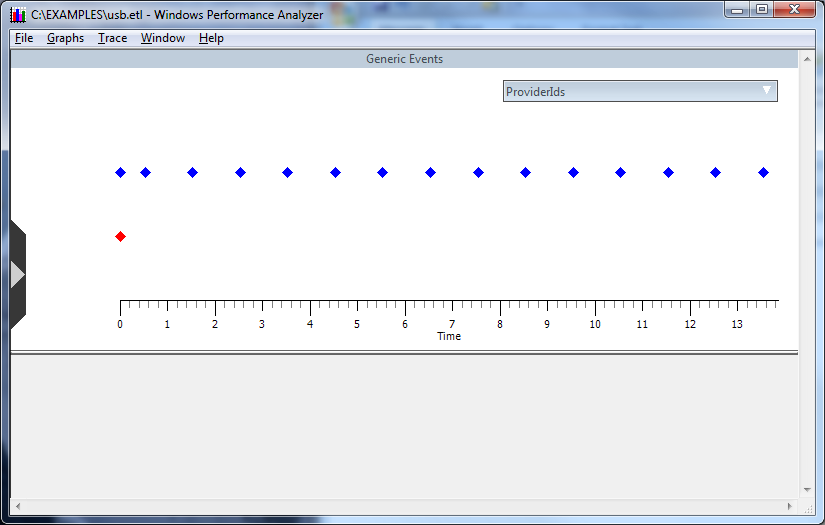 C:\EXAMPLES\usb.etl - Windows Performance Analyzer
File Graphs Trace Window Help
Generic Events
ProviderIds
0 1 2 3 4 5 6 7 8 9 10 11 12 13
Time